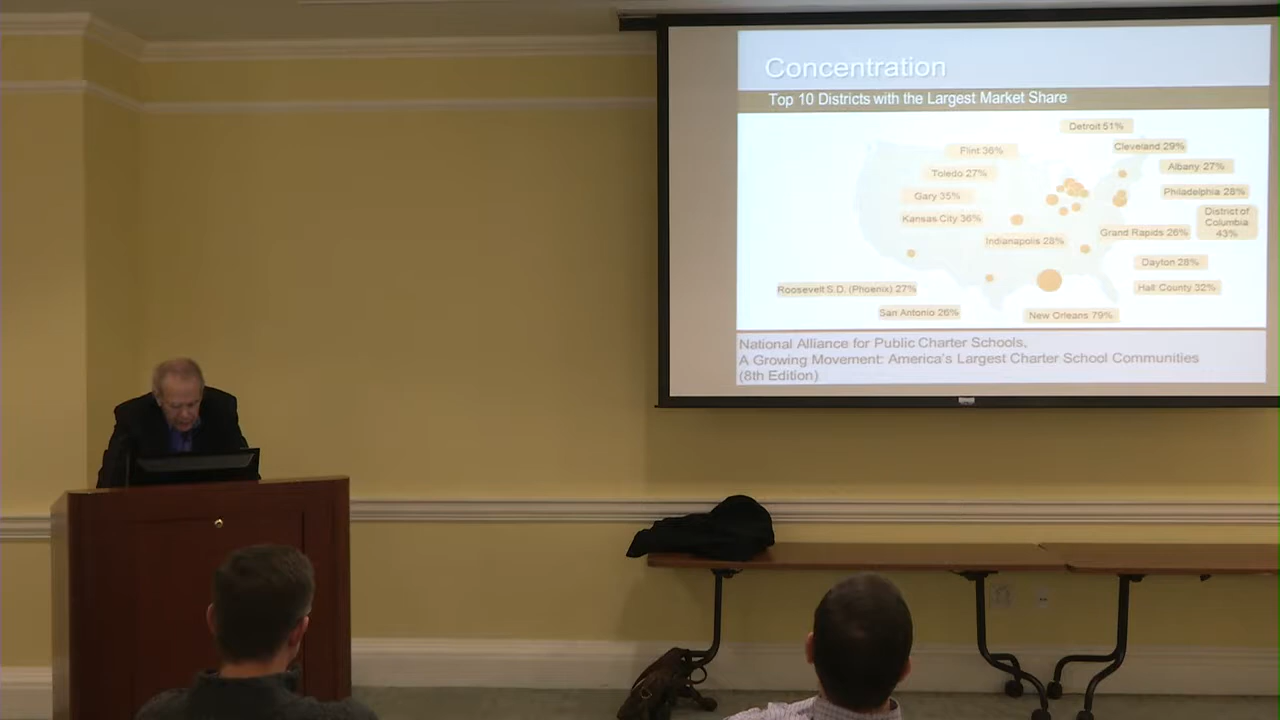 Concentration
Top 10 Districts with the Largest Market Share
Detroit 51%
Cleveland 29%
Flint 36%
Albany 27%
Toledo 27%
Philadelphia 28%
Gary 35%
District of
Columbia
43%
Kansas City 36%
Grand Rapids 26%
Indianapolis 28%
Dayton 28%
Roosevelt S.D. (Phoenix) 27%
Hall County 32%
San Antonio 26%
New Orleans 79%
National Alliance for Public Charter Schools,
A Growing Movement: America's Largest Charter School Communities
(8th Edition)